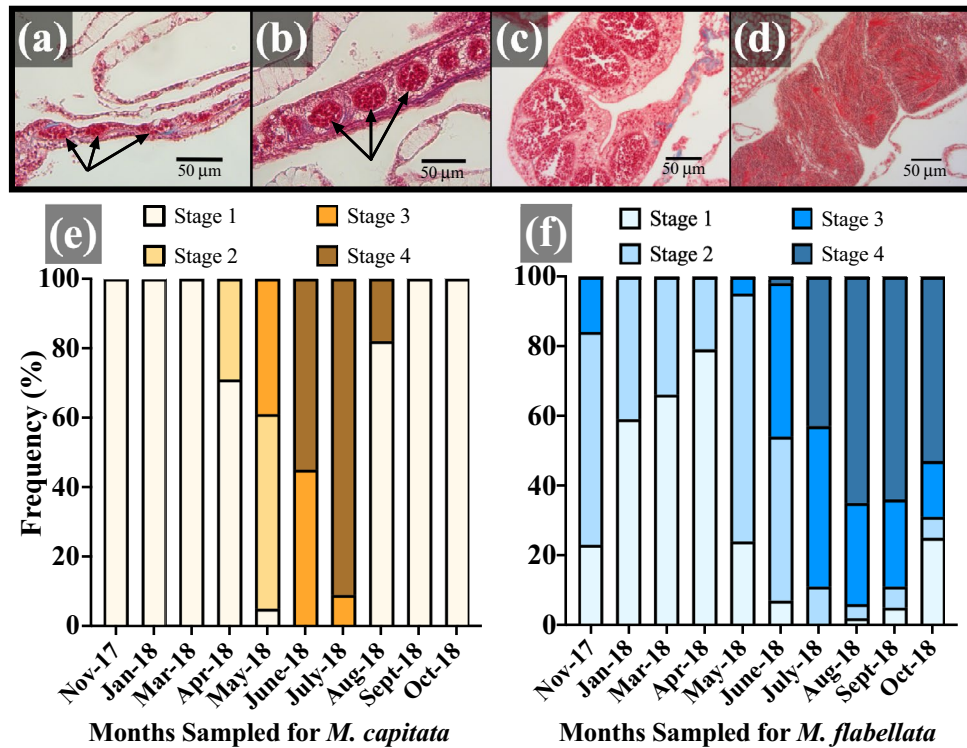 (a)
(b)
(c)
(d)
50 μm
50 μm
50 μm
50 μm
(e)
Stage 1
Stage 3
Stage 2
Stage 4
(f)
Stage 1
Stage 3
Stage 2
Stage 4
Frequency (%)
100
80
60
40
20
0
Nov-17
Jan-18
Mar-18
Apr-18
May-18
June-18
July-18
Aug-18
Sept-18
Oct-18
Months Sampled for M. capitata
100
80
60
40
20
0
Nov-17
Jan-18
Mar-18
Apr-18
May-18
June-18
July-18
Aug-18
Sept-18
Oct-18
Months Sampled for M. flabellata